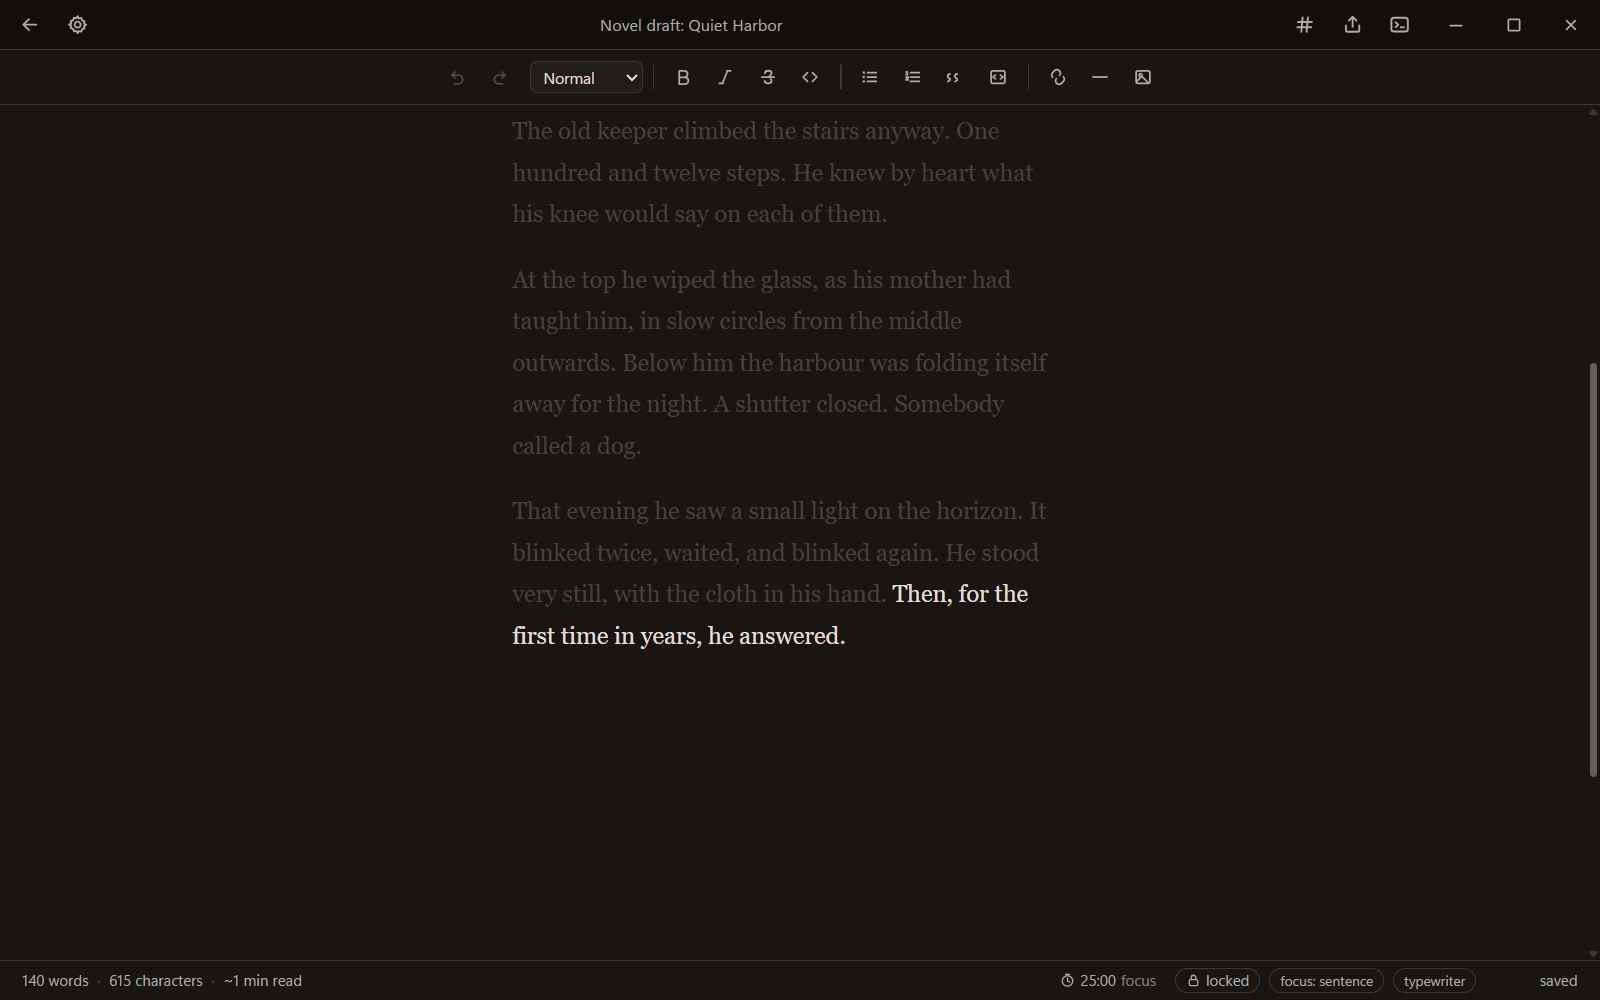 Novel draft: Quiet Harbor
Normal
The old keeper climbed the stairs anyway. One
hundred and twelve steps. He knew by heart what
his knee would say on each of them.
At the top he wiped the glass, as his mother had
taught him, in slow circles from the middle
outwards. Below him the harbour was folding itself
away for the night. A shutter closed. Somebody
called a dog.
That evening he saw a small light on the horizon. It
blinked twice, waited, and blinked again. He stood
very still, with the cloth in his hand. Then, for the
first time in years, he answered.
140 words · 615 characters · ~1 min read
25:00 focus locked focus: sentence typewriter saved